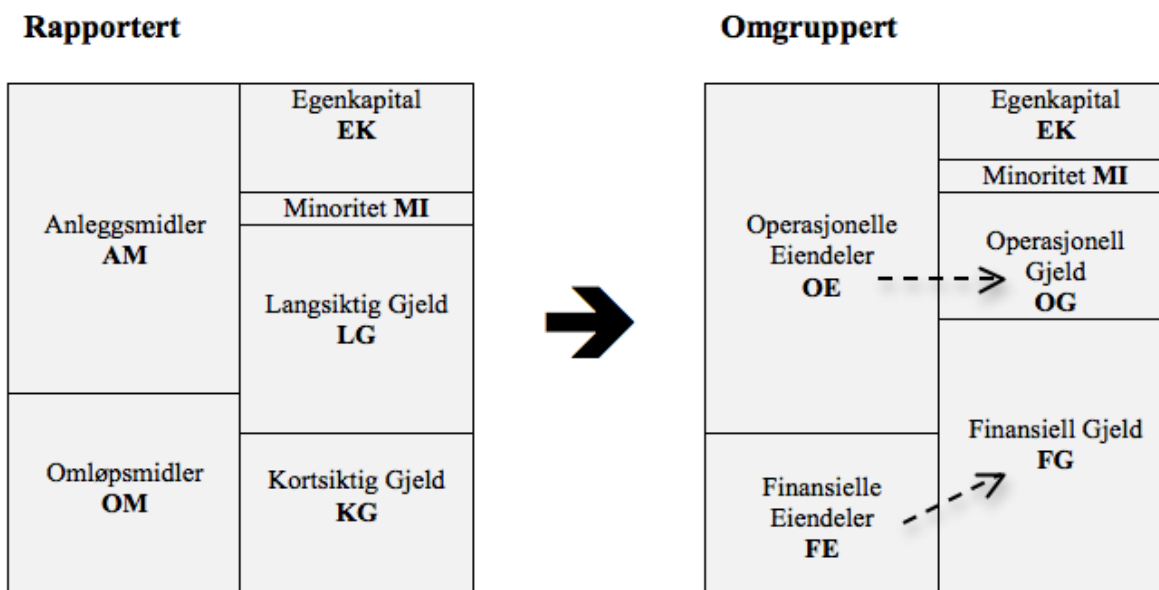 Rapportert
Anleggsmidler
AM
Omløpsmidler
OM
Egenkapital
EK
Minoritet MI
Langsiktig Gjeld
LG
Kortsiktig Gjeld
KG
Omgruppert
Operasjonelle
Eiendeler
OE
Finansielle
Eiendeler
FE
Egenkapital
EK
Minoritet MI
Operasjonell
Gjeld
OG
Finansiell Gjeld
FG